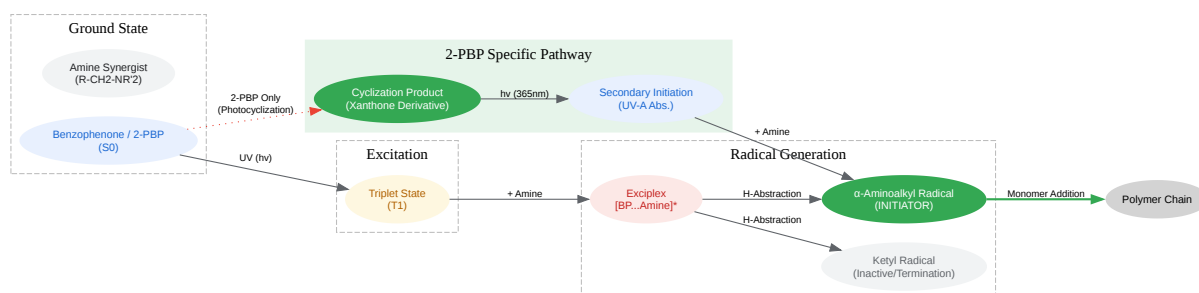 Ground State
Amine Synergist
(R-CH2-NR'2)
Benzophenone / 2-PBP
(S0)
2-PBP Only
(Photocyclization)
UV (hv)
2-PBP Specific Pathway
Cyclization Product
(Xanthone Derivative)
hv (365nm)
Secondary Initiation
(UV-A Abs.)
+ Amine
Excitation
Triplet State
(T1)
+ Amine
Radical Generation
Exciplex
[BP...Amine]*
H-Abstraction
H-Abstraction
α-Aminoalkyl Radical
(INITIATOR)
Ketyl Radical
(Inactive/Termination)
Monomer Addition
Polymer Chain